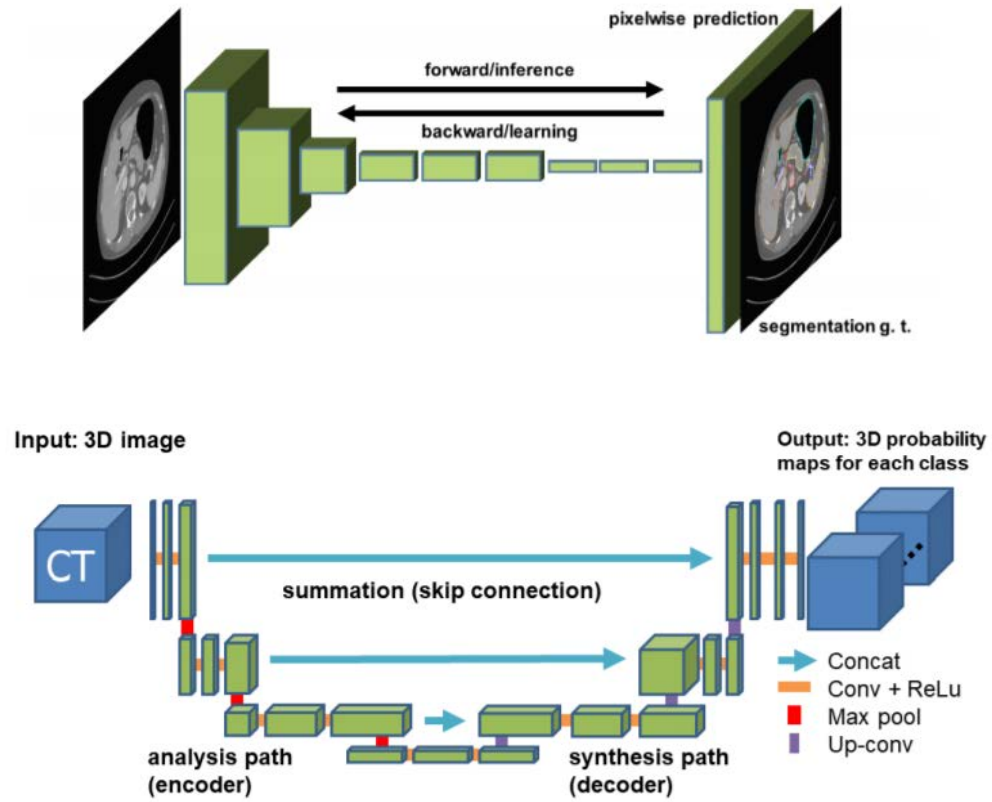 pixelwise prediction
forward/inference
backward/learning
segmentation g. t.
Input: 3D image
Output: 3D probability
maps for each class
CT
summation (skip connection)
Concat
Conv + ReLu
Max pool
Up-conv
analysis path
(encoder)
synthesis path
(decoder)